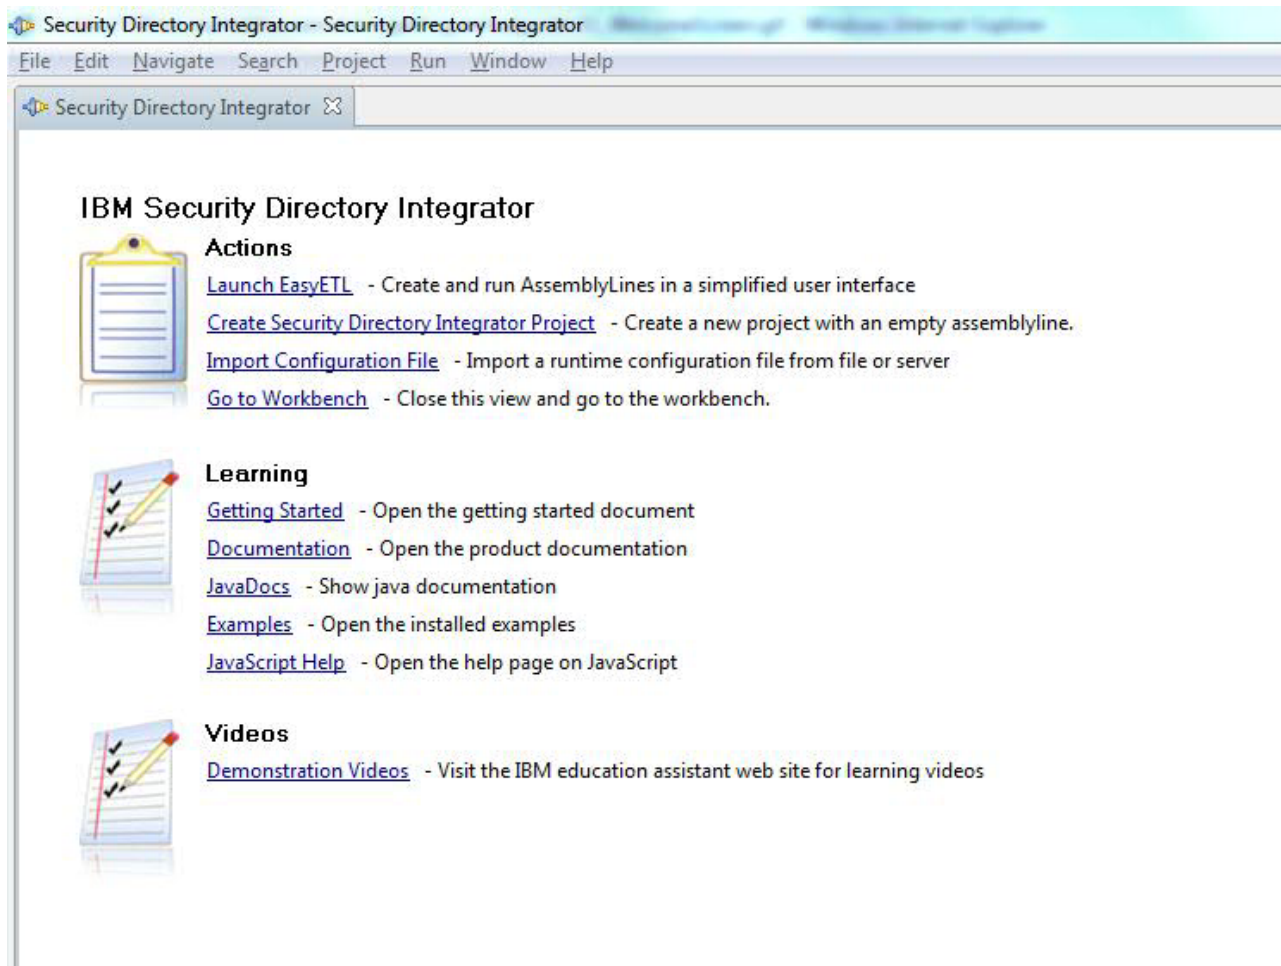 Security Directory Integrator - Security Directory Integrator
File Edit Navigate Search Project Run Window Help
Security Directory Integrator
IBM Security Directory Integrator
Actions
Launch EasyETL - Create and run AssemblyLines in a simplified user interface
Create Security Directory Integrator Project - Create a new project with an empty assemblyline.
Import Configuration File - Import a runtime configuration file from file or server
Go to Workbench - Close this view and go to the workbench.
Learning
Getting Started - Open the getting started document
Documentation - Open the product documentation
JavaDocs - Show java documentation
Examples - Open the installed examples
JavaScript Help - Open the help page on JavaScript
Videos
Demonstration Videos - Visit the IBM education assistant web site for learning videos